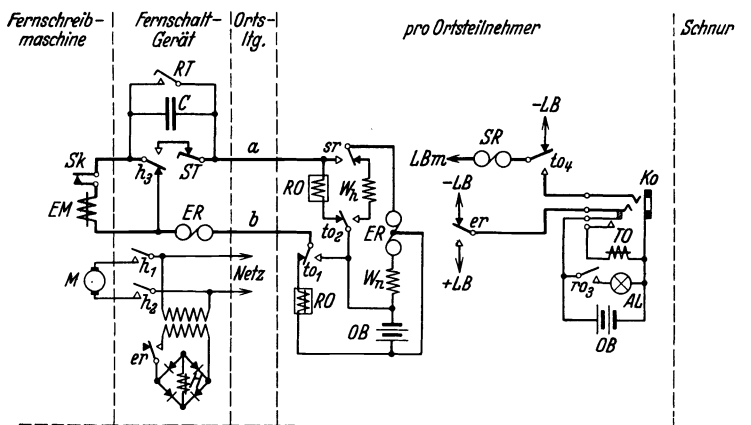 Fernschreib-
maschine
Fernschalt-
Gerät
Orts-
ltg.
pro Ortsteilnehmer
Schnur
RT
C
a
sr
-LB
SR
LBm
to4
Sk
h3
ST
RO
Wh
Ko
-LB
EM
ER
b
to2
ER
er
TO
h1
to1
M
Netz
h2
RO
Wn
+LB
ro3
AL
OB
OB
er
H